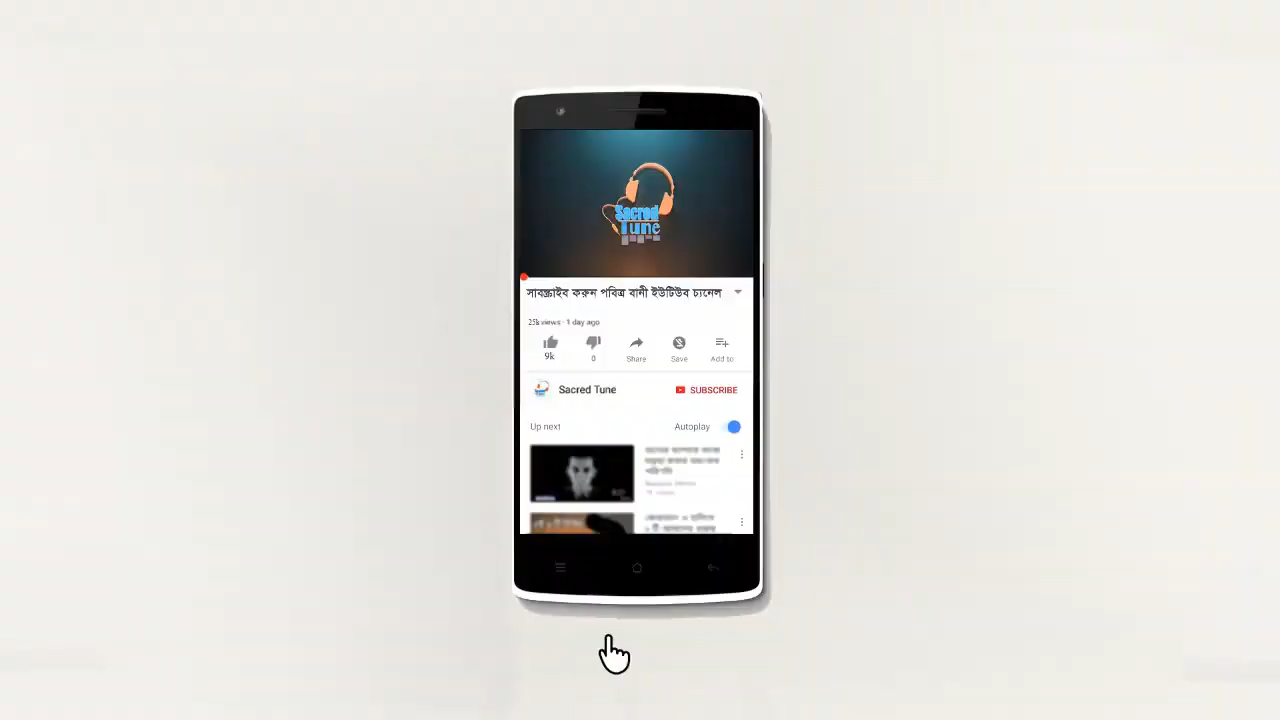 Sacred
Tune
সাবস্ক্রাইব করুন পবিত্র বানী ইউটিউব চ্যানেল
25k views · 1 day ago
9k
0
Share
Save
Add to
Sacred Tune
SUBSCRIBE
Up next
Autoplay